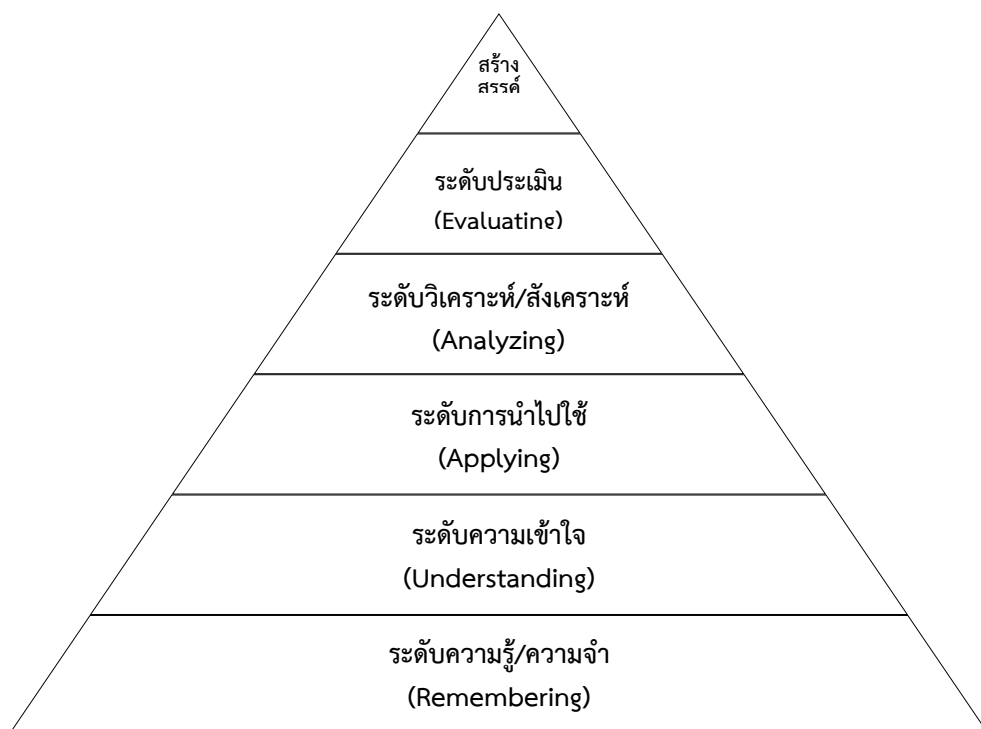 สร้าง
สรรค์
ระดับประเมิน
(Evaluating)
ระดับวิเคราะห์/สังเคราะห์
(Analyzing)
ระดับการนำไปใช้
(Applying)
ระดับความเข้าใจ
(Understanding)
ระดับความรู้/ความจำ
(Remembering)